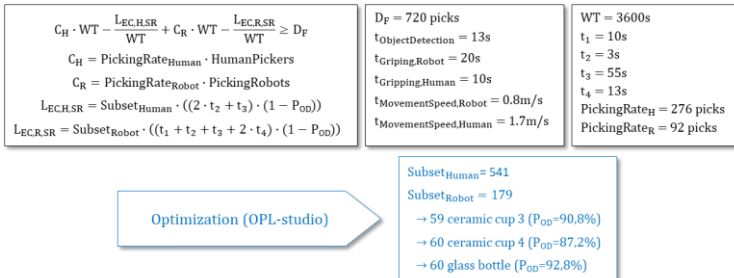 C_H · WT − L_EC,H,SR / WT + C_R · WT − L_EC,R,SR / WT ≥ D_F
C_H = PickingRate_Human · HumanPickers
C_R = PickingRate_Robot · PickingRobots
L_EC,H,SR = Subset_Human · ((2 · t_2 + t_3) · (1 − P_OD))
L_EC,R,SR = Subset_Robot · ((t_1 + t_2 + t_3 + 2 · t_4) · (1 − P_OD))
D_F = 720 picks
t_ObjectDetection = 13s
t_Griping,Robot = 20s
t_Gripping,Human = 10s
t_MovementSpeed,Robot = 0.8m/s
t_MovementSpeed,Human = 1.7m/s
WT = 3600s
t_1 = 10s
t_2 = 3s
t_3 = 55s
t_4 = 13s
PickingRate_H = 276 picks
PickingRate_R = 92 picks
Optimization (OPL-studio)
Subset_Human= 541
Subset_Robot = 179
→ 59 ceramic cup 3 (P_OD=90,8%)
→ 60 ceramic cup 4 (P_OD=87,2%)
→ 60 glass bottle (P_OD=92,8%)